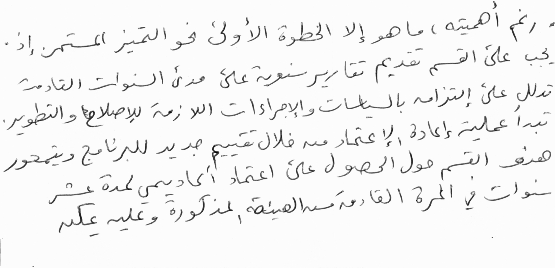 ، رغم أهميته، ما هو إلا الخطوة الأولى نحو التميز المستمر. إذ
يجب على القسم تقديم تقارير سنوية على مدى السنوات القادمة
تدلل على إلتزامه بالسياسات والإجراءات اللازمة للإصلاح والتطوير.
تبدأ عملية إعادة الإعتماد من خلال تقييم جديد للبرنامج ويتمحور
هدف القسم حول الحصول على اعتماد أكاديمي لمدة عشر
سنوات في المرة القادمة من الهيئة المذكورة وعليه يمكن